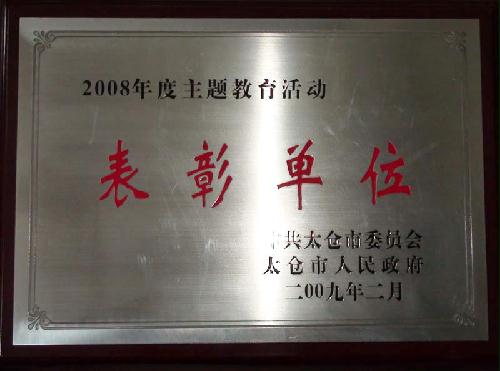 2008年度主题教育活动
表彰单位
中共太仓市委员会
太仓市人民政府
二00九年二月